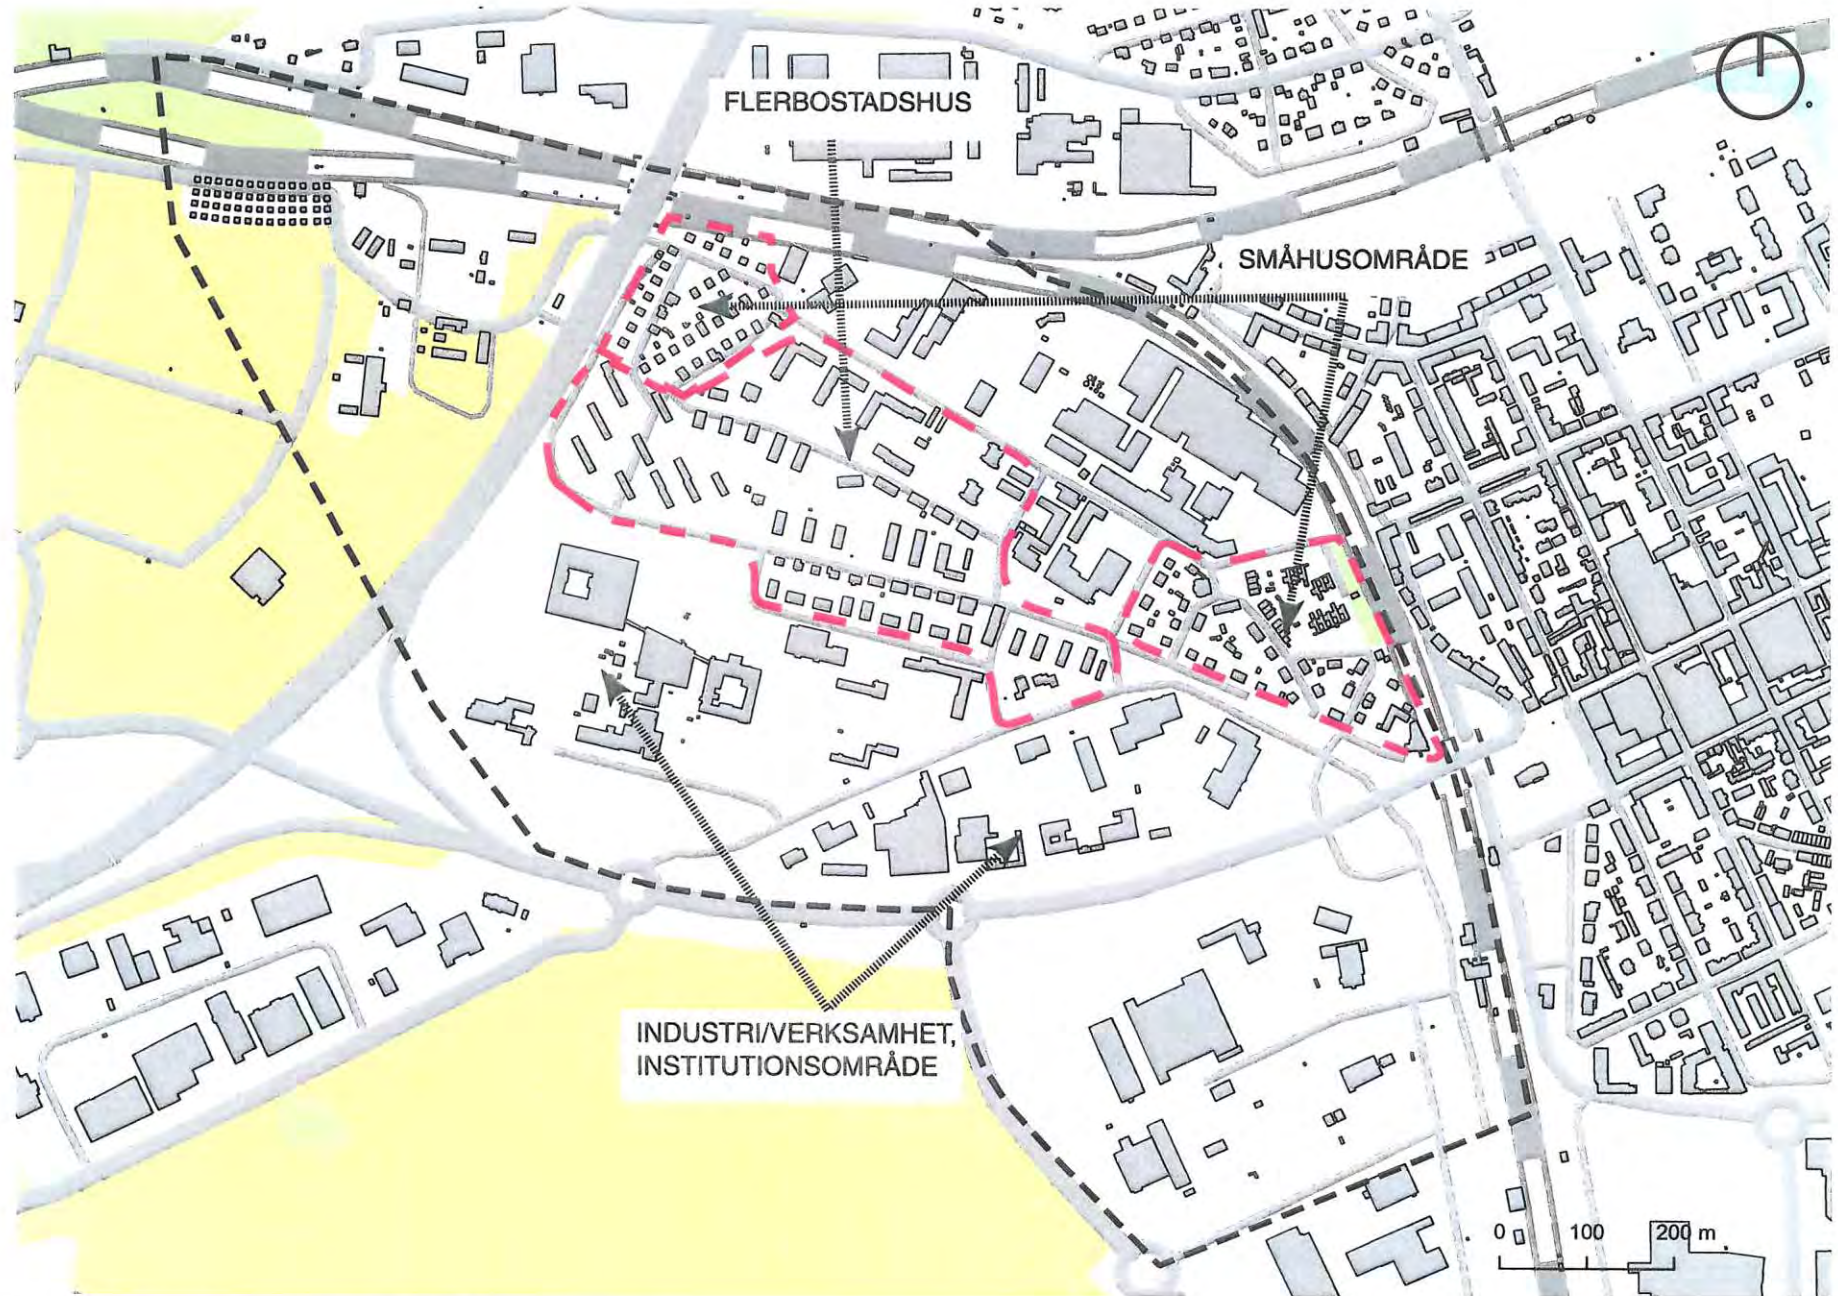 FLERBOSTADSHUS
SMÅHUSOMRÅDE
INDUSTRI/VERKSAMHET,
INSTITUTIONSOMRÅDE
0 100 200 m